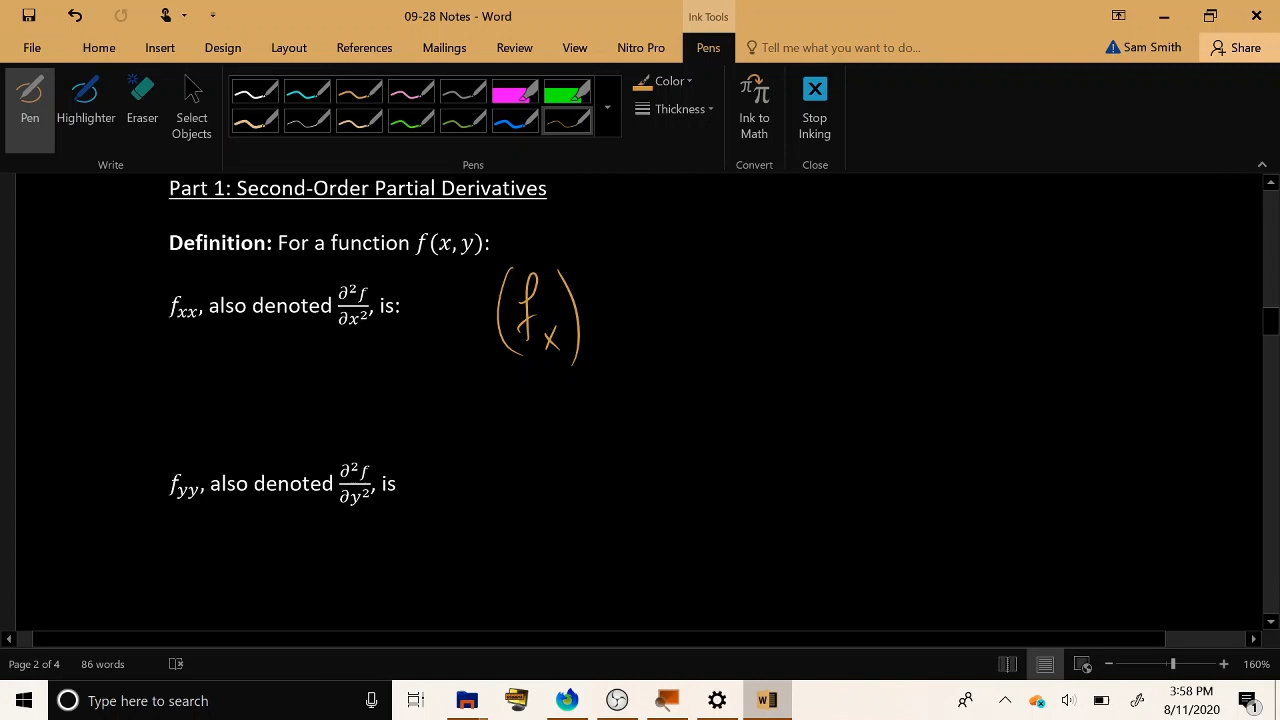 09-28 Notes - Word
Ink Tools
File Home Insert Design Layout References Mailings Review View Nitro Pro Pens Tell me what you want to do... Sam Smith Share
Pen Highlighter Eraser Select Objects Color Thickness Ink to Math Stop Inking
Write Pens Convert Close
Part 1: Second-Order Partial Derivatives
Definition: For a function f(x, y):
f_xx, also denoted ∂²f/∂x², is: (f_x)
f_yy, also denoted ∂²f/∂y², is
Page 2 of 4 86 words 160%
Type here to search 3:58 PM
8/11/2020 1